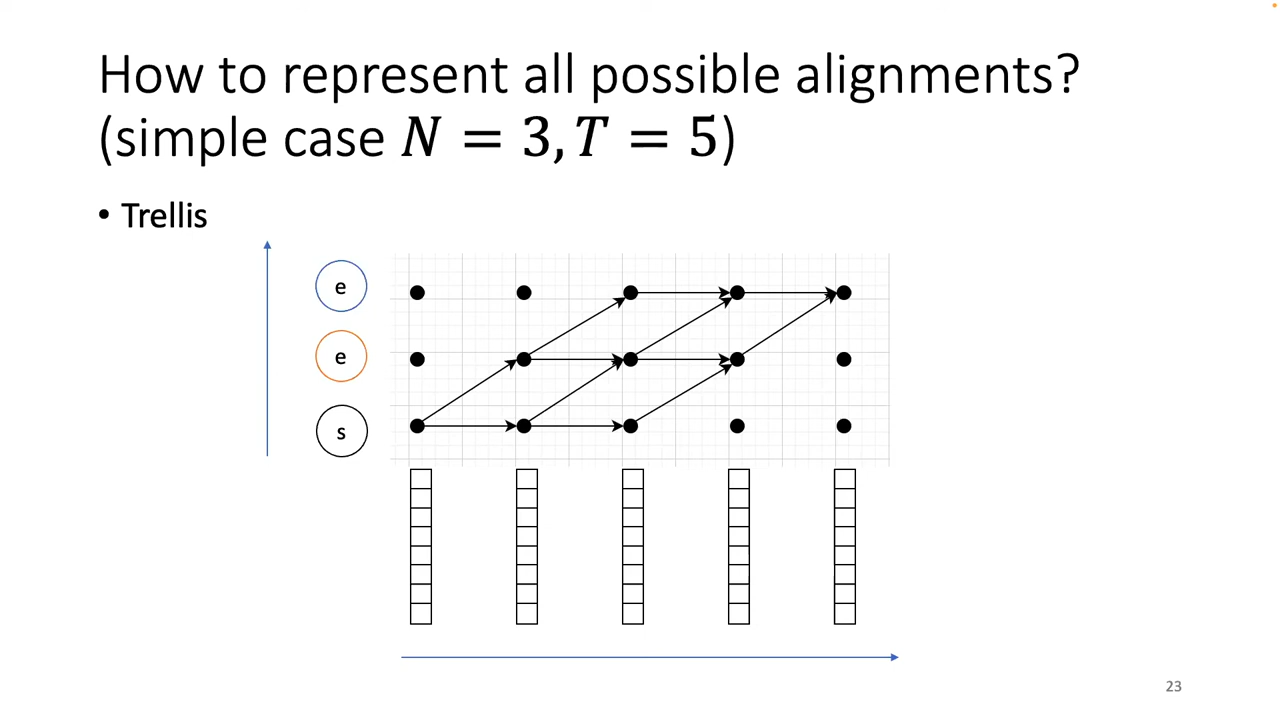 How to represent all possible alignments?
(simple case N = 3, T = 5)
• Trellis
e
e
s
23